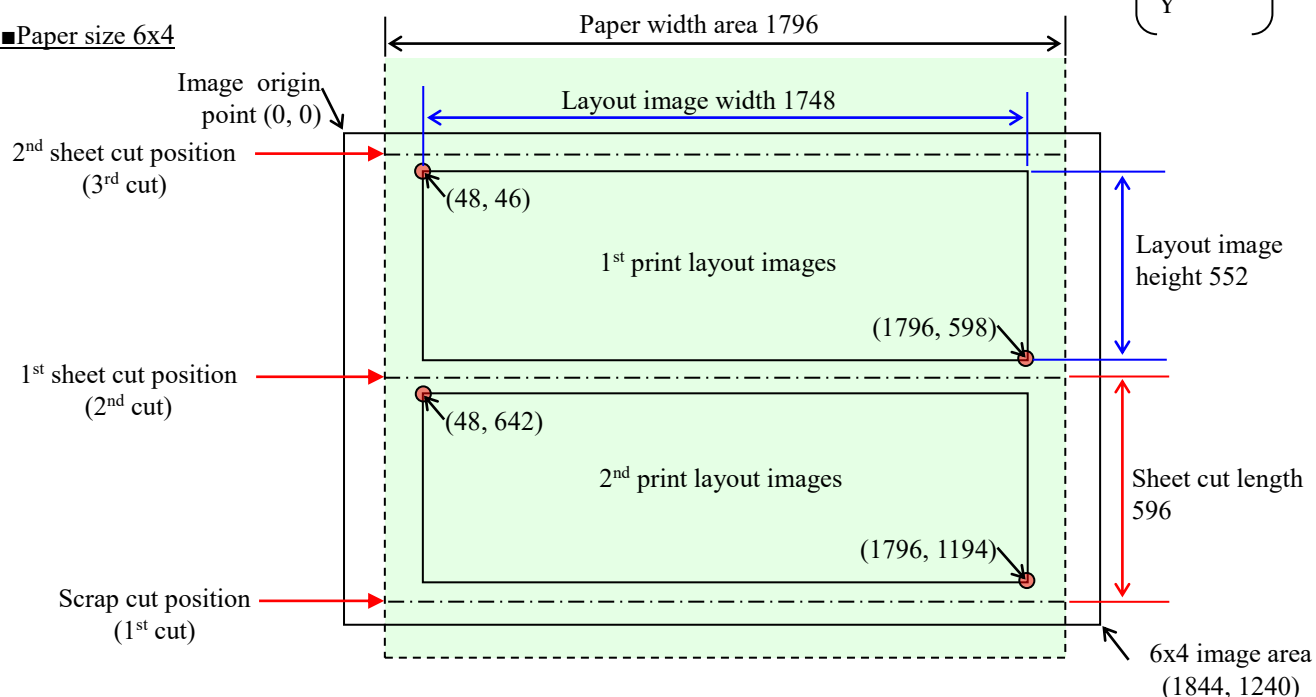 Y
Paper width area 1796
■Paper size 6x4
Image origin
point (0, 0)
Layout image width 1748
2nd sheet cut position
(3rd cut)
(48, 46)
1st print layout images
Layout image
height 552
(1796, 598)
1st sheet cut position
(2nd cut)
(48, 642)
2nd print layout images
Sheet cut length
596
(1796, 1194)
Scrap cut position
(1st cut)
6x4 image area
(1844, 1240)